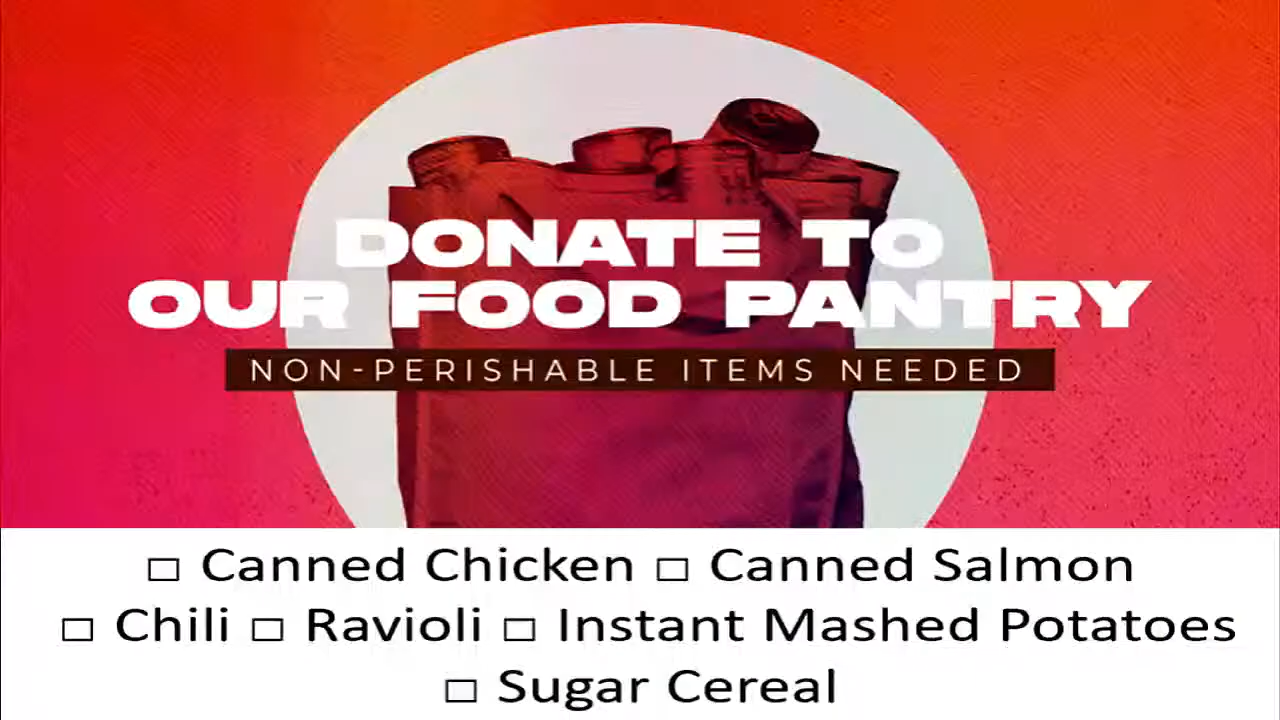 DONATE TO
OUR FOOD PANTRY
NON-PERISHABLE ITEMS NEEDED
□ Canned Chicken □ Canned Salmon
□ Chili □ Ravioli □ Instant Mashed Potatoes
□ Sugar Cereal